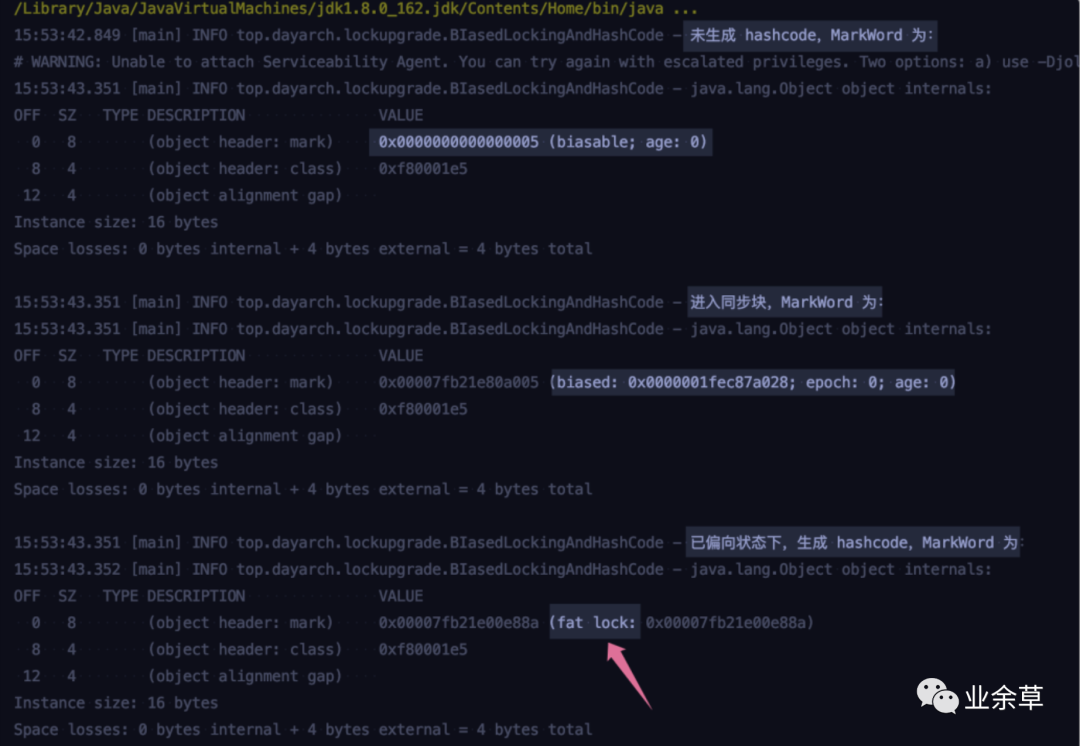 /Library/Java/JavaVirtualMachines/jdk1.8.0_162.jdk/Contents/Home/bin/java ...
15:53:42.849 [main] INFO top.dayarch.lockupgrade.BIasedLockingAndHashCode – 未生成 hashcode，MarkWord 为：
# WARNING: Unable to attach Serviceability Agent. You can try again with escalated privileges. Two options: a) use -Djol
15:53:43.351 [main] INFO top.dayarch.lockupgrade.BIasedLockingAndHashCode – java.lang.Object object internals:
OFF SZ TYPE DESCRIPTION VALUE
0 8 (object header: mark) 0x0000000000000005 (biasable; age: 0)
8 4 (object header: class) 0xf80001e5
12 4 (object alignment gap)
Instance size: 16 bytes
Space losses: 0 bytes internal + 4 bytes external = 4 bytes total
15:53:43.351 [main] INFO top.dayarch.lockupgrade.BIasedLockingAndHashCode – 进入同步块，MarkWord 为：
15:53:43.351 [main] INFO top.dayarch.lockupgrade.BIasedLockingAndHashCode – java.lang.Object object internals:
OFF SZ TYPE DESCRIPTION VALUE
0 8 (object header: mark) 0x00007fb21e80a005 (biased: 0x0000001fec87a028; epoch: 0; age: 0)
8 4 (object header: class) 0xf80001e5
12 4 (object alignment gap)
Instance size: 16 bytes
Space losses: 0 bytes internal + 4 bytes external = 4 bytes total
15:53:43.351 [main] INFO top.dayarch.lockupgrade.BIasedLockingAndHashCode – 已偏向状态下，生成 hashcode，MarkWord 为：
15:53:43.352 [main] INFO top.dayarch.lockupgrade.BIasedLockingAndHashCode – java.lang.Object object internals:
OFF SZ TYPE DESCRIPTION VALUE
0 8 (object header: mark) 0x00007fb21e00e88a (fat lock: 0x00007fb21e00e88a)
8 4 (object header: class) 0xf80001e5
12 4 (object alignment gap)
Instance size: 16 bytes
Space losses: 0 bytes internal + 4 bytes external = 4 bytes total
业余草